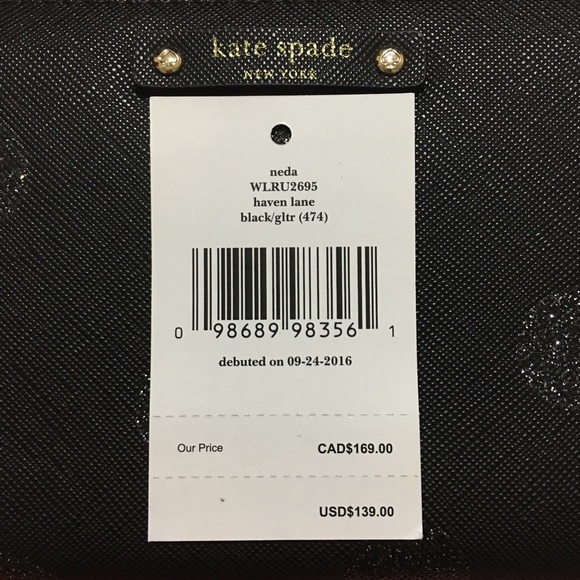 kate spade
NEW YORK
neda
WLRU2695
haven lane
black/gltr (474)
0 98689 98356 1
debuted on 09-24-2016
Our Price CAD$169.00
USD$139.00